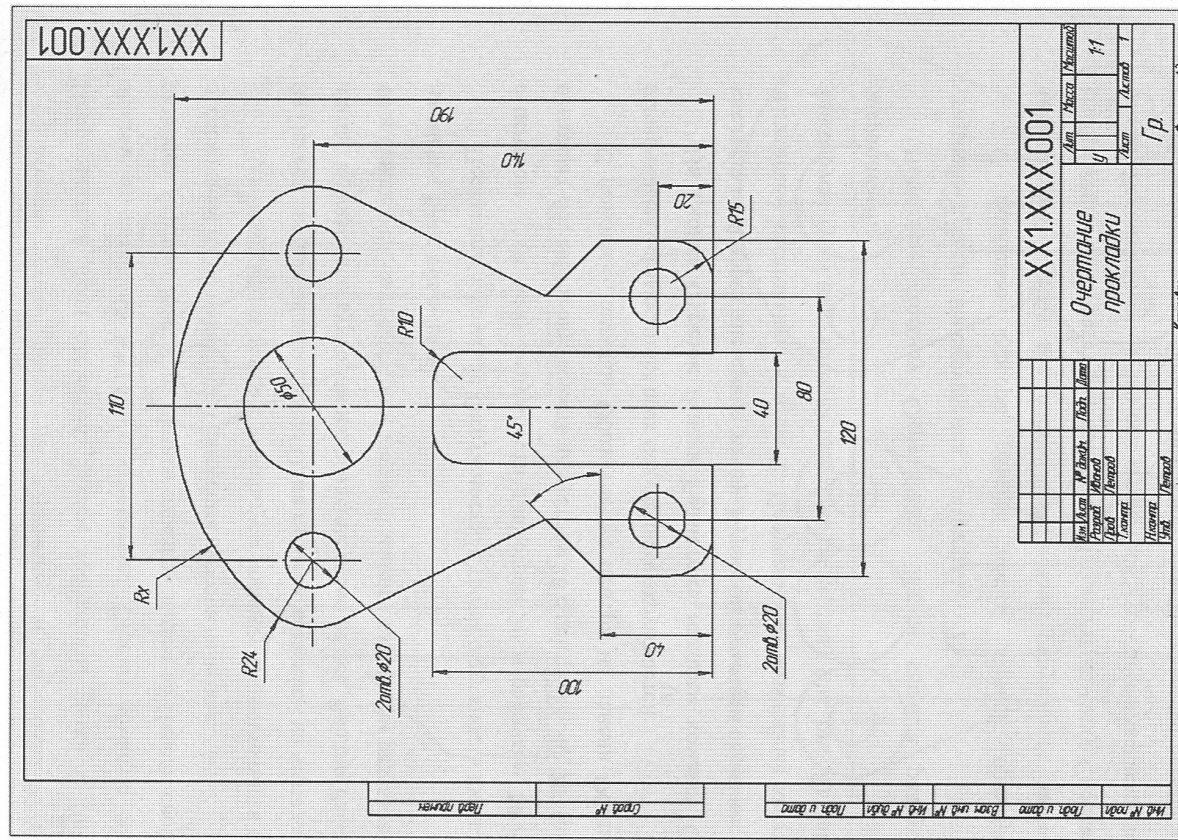 XX1.XXX.001
190
140
20
R15
110
R10
⌀50
45°
40
80
120
Rx
R24
2отв.⌀20
40
100
2отв.⌀20
XX1.XXX.001
Очертание
прокладки
Лит. Масса Масштаб
у 1:1
Лист Листов 1
Гр.
Изм. Лист № докум. Подп. Дата
Разраб. Иванов
Пров. Петров
Т.контр.
Н.контр.
Утв. Петров
Перв. примен.
Справ. №
Подп. и дата
Инв. № дубл.
Взам. инв. №
Подп. и дата
Инв. № подл.